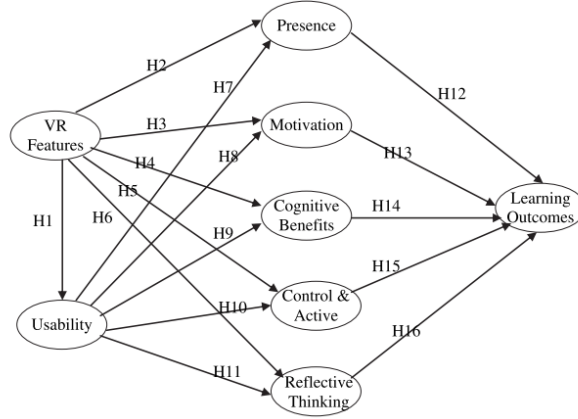 Presence
H2
H7
H12
VR
Features
H3
Motivation
H4
H8
H13
Learning
Outcomes
H5
Cognitive
Benefits
H14
H1
H6
H9
H15
Usability
H10
Control &
Active
H16
H11
Reflective
Thinking